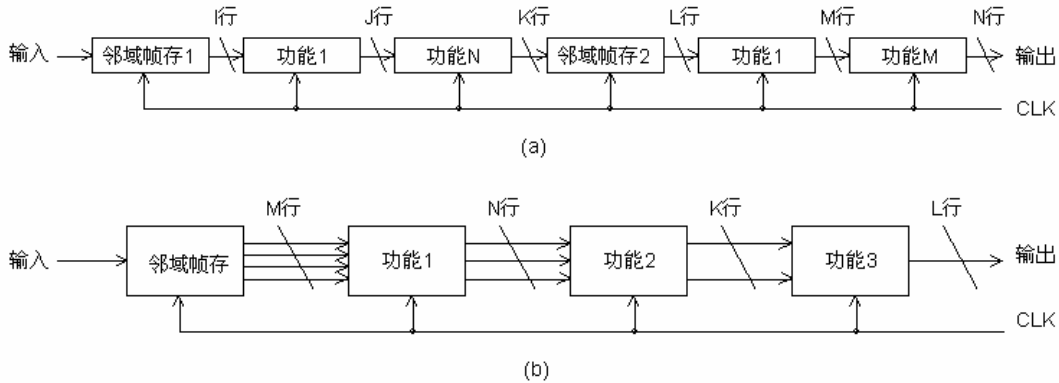 I行 J行 K行 L行 M行 N行
输入 邻域帧存1 功能1 功能N 邻域帧存2 功能1 功能M 输出
CLK
(a)
M行 N行 K行 L行
输入 邻域帧存 功能1 功能2 功能3 输出
CLK
(b)